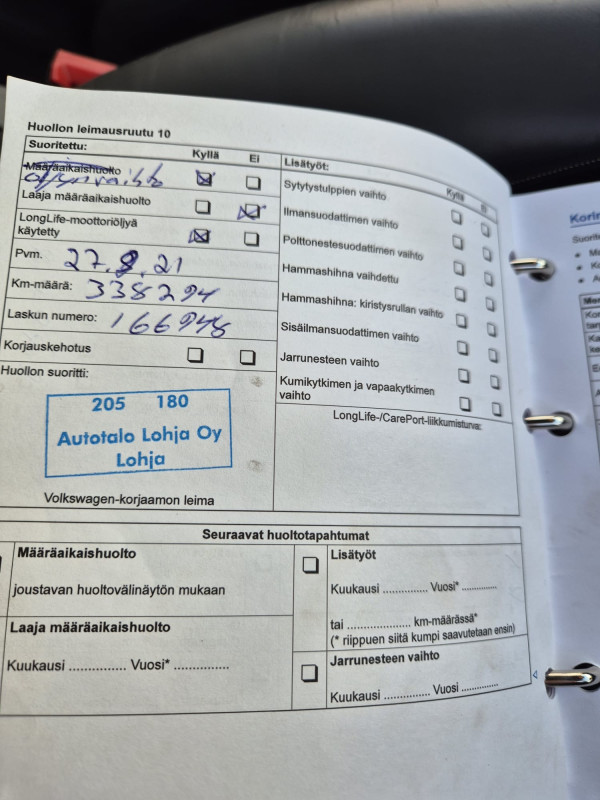 Huollon leimausruutu 10
Suoritettu: Kyllä Ei
Määräaikaishuolto
öljynvaihto
Laaja määräaikaishuolto
LongLife-moottoriöljyä
käytetty
Pvm. 27.9.21
Km-määrä: 338294
Laskun numero: 166948
Korjauskehotus
Huollon suoritti:
205 180
Autotalo Lohja Oy
Lohja
Volkswagen-korjaamon leima
Lisätyöt:
Kyllä Ei
Sytytystulppien vaihto
Ilmansuodattimen vaihto
Polttonestesuodattimen vaihto
Hammashihna vaihdettu
Hammashihna: kiristysrullan vaihto
Sisäilmansuodattimen vaihto
Jarrunesteen vaihto
Kumikytkimen ja vapaakytkimen
vaihto
LongLife-/CarePort-liikkumisturva:
Seuraavat huoltotapahtumat
Määräaikaishuolto
joustavan huoltovälinäytön mukaan
Laaja määräaikaishuolto
Kuukausi ............... Vuosi* ...............
Lisätyöt
Kuukausi ............... Vuosi* ...............
tai ..................... km-määrässä*
(* riippuen siitä kumpi saavutetaan ensin)
Jarrunesteen vaihto
Kuukausi ............... Vuosi ...............